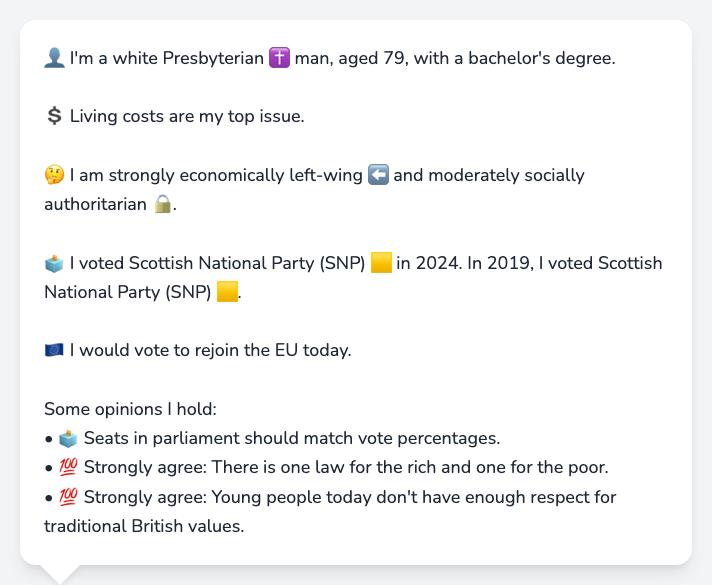 👤 I'm a white Presbyterian ✝️ man, aged 79, with a bachelor's degree.
💲 Living costs are my top issue.
🤔 I am strongly economically left-wing ⬅️ and moderately socially
authoritarian 🔒.
🗳️ I voted Scottish National Party (SNP) 🟨 in 2024. In 2019, I voted Scottish
National Party (SNP) 🟨.
🇪🇺 I would vote to rejoin the EU today.
Some opinions I hold:
• 🗳️ Seats in parliament should match vote percentages.
• 💯 Strongly agree: There is one law for the rich and one for the poor.
• 💯 Strongly agree: Young people today don't have enough respect for
traditional British values.